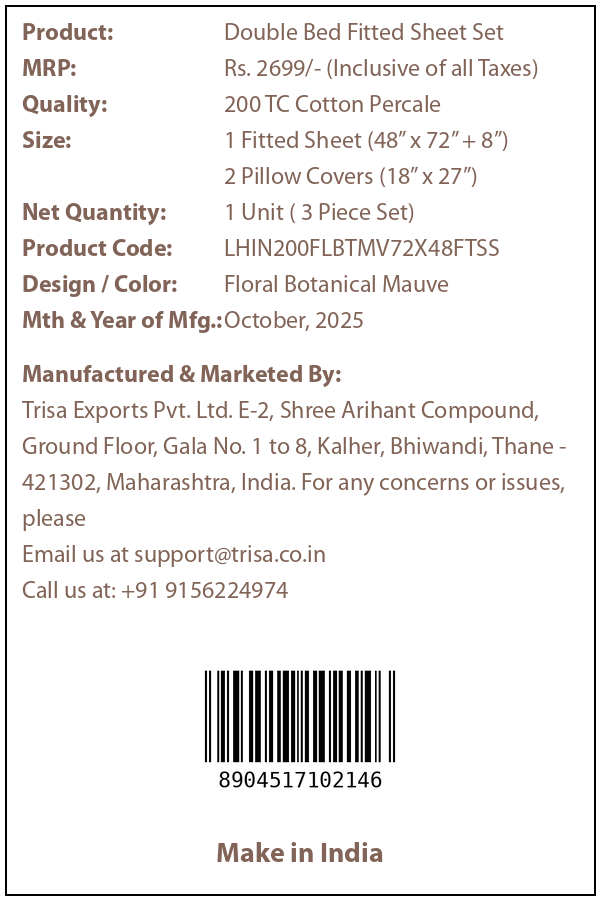 Product: Double Bed Fitted Sheet Set
MRP: Rs. 2699/- (Inclusive of all Taxes)
Quality: 200 TC Cotton Percale
Size: 1 Fitted Sheet (48” x 72” + 8”)
2 Pillow Covers (18” x 27”)
Net Quantity: 1 Unit ( 3 Piece Set)
Product Code: LHIN200FLBTMV72X48FTSS
Design / Color: Floral Botanical Mauve
Mth & Year of Mfg.: October, 2025
Manufactured & Marketed By:
Trisa Exports Pvt. Ltd. E-2, Shree Arihant Compound,
Ground Floor, Gala No. 1 to 8, Kalher, Bhiwandi, Thane -
421302, Maharashtra, India. For any concerns or issues,
please
Email us at support@trisa.co.in
Call us at: +91 9156224974
8904517102146
Make in India